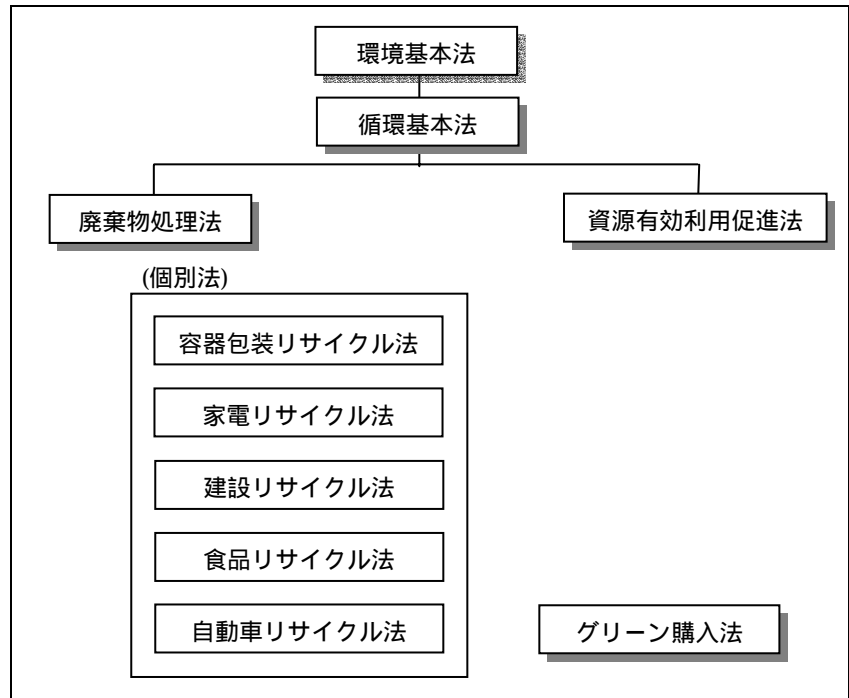 環境基本法
循環基本法
廃棄物処理法
資源有効利用促進法
(個別法)
容器包装リサイクル法
家電リサイクル法
建設リサイクル法
食品リサイクル法
自動車リサイクル法
グリーン購入法